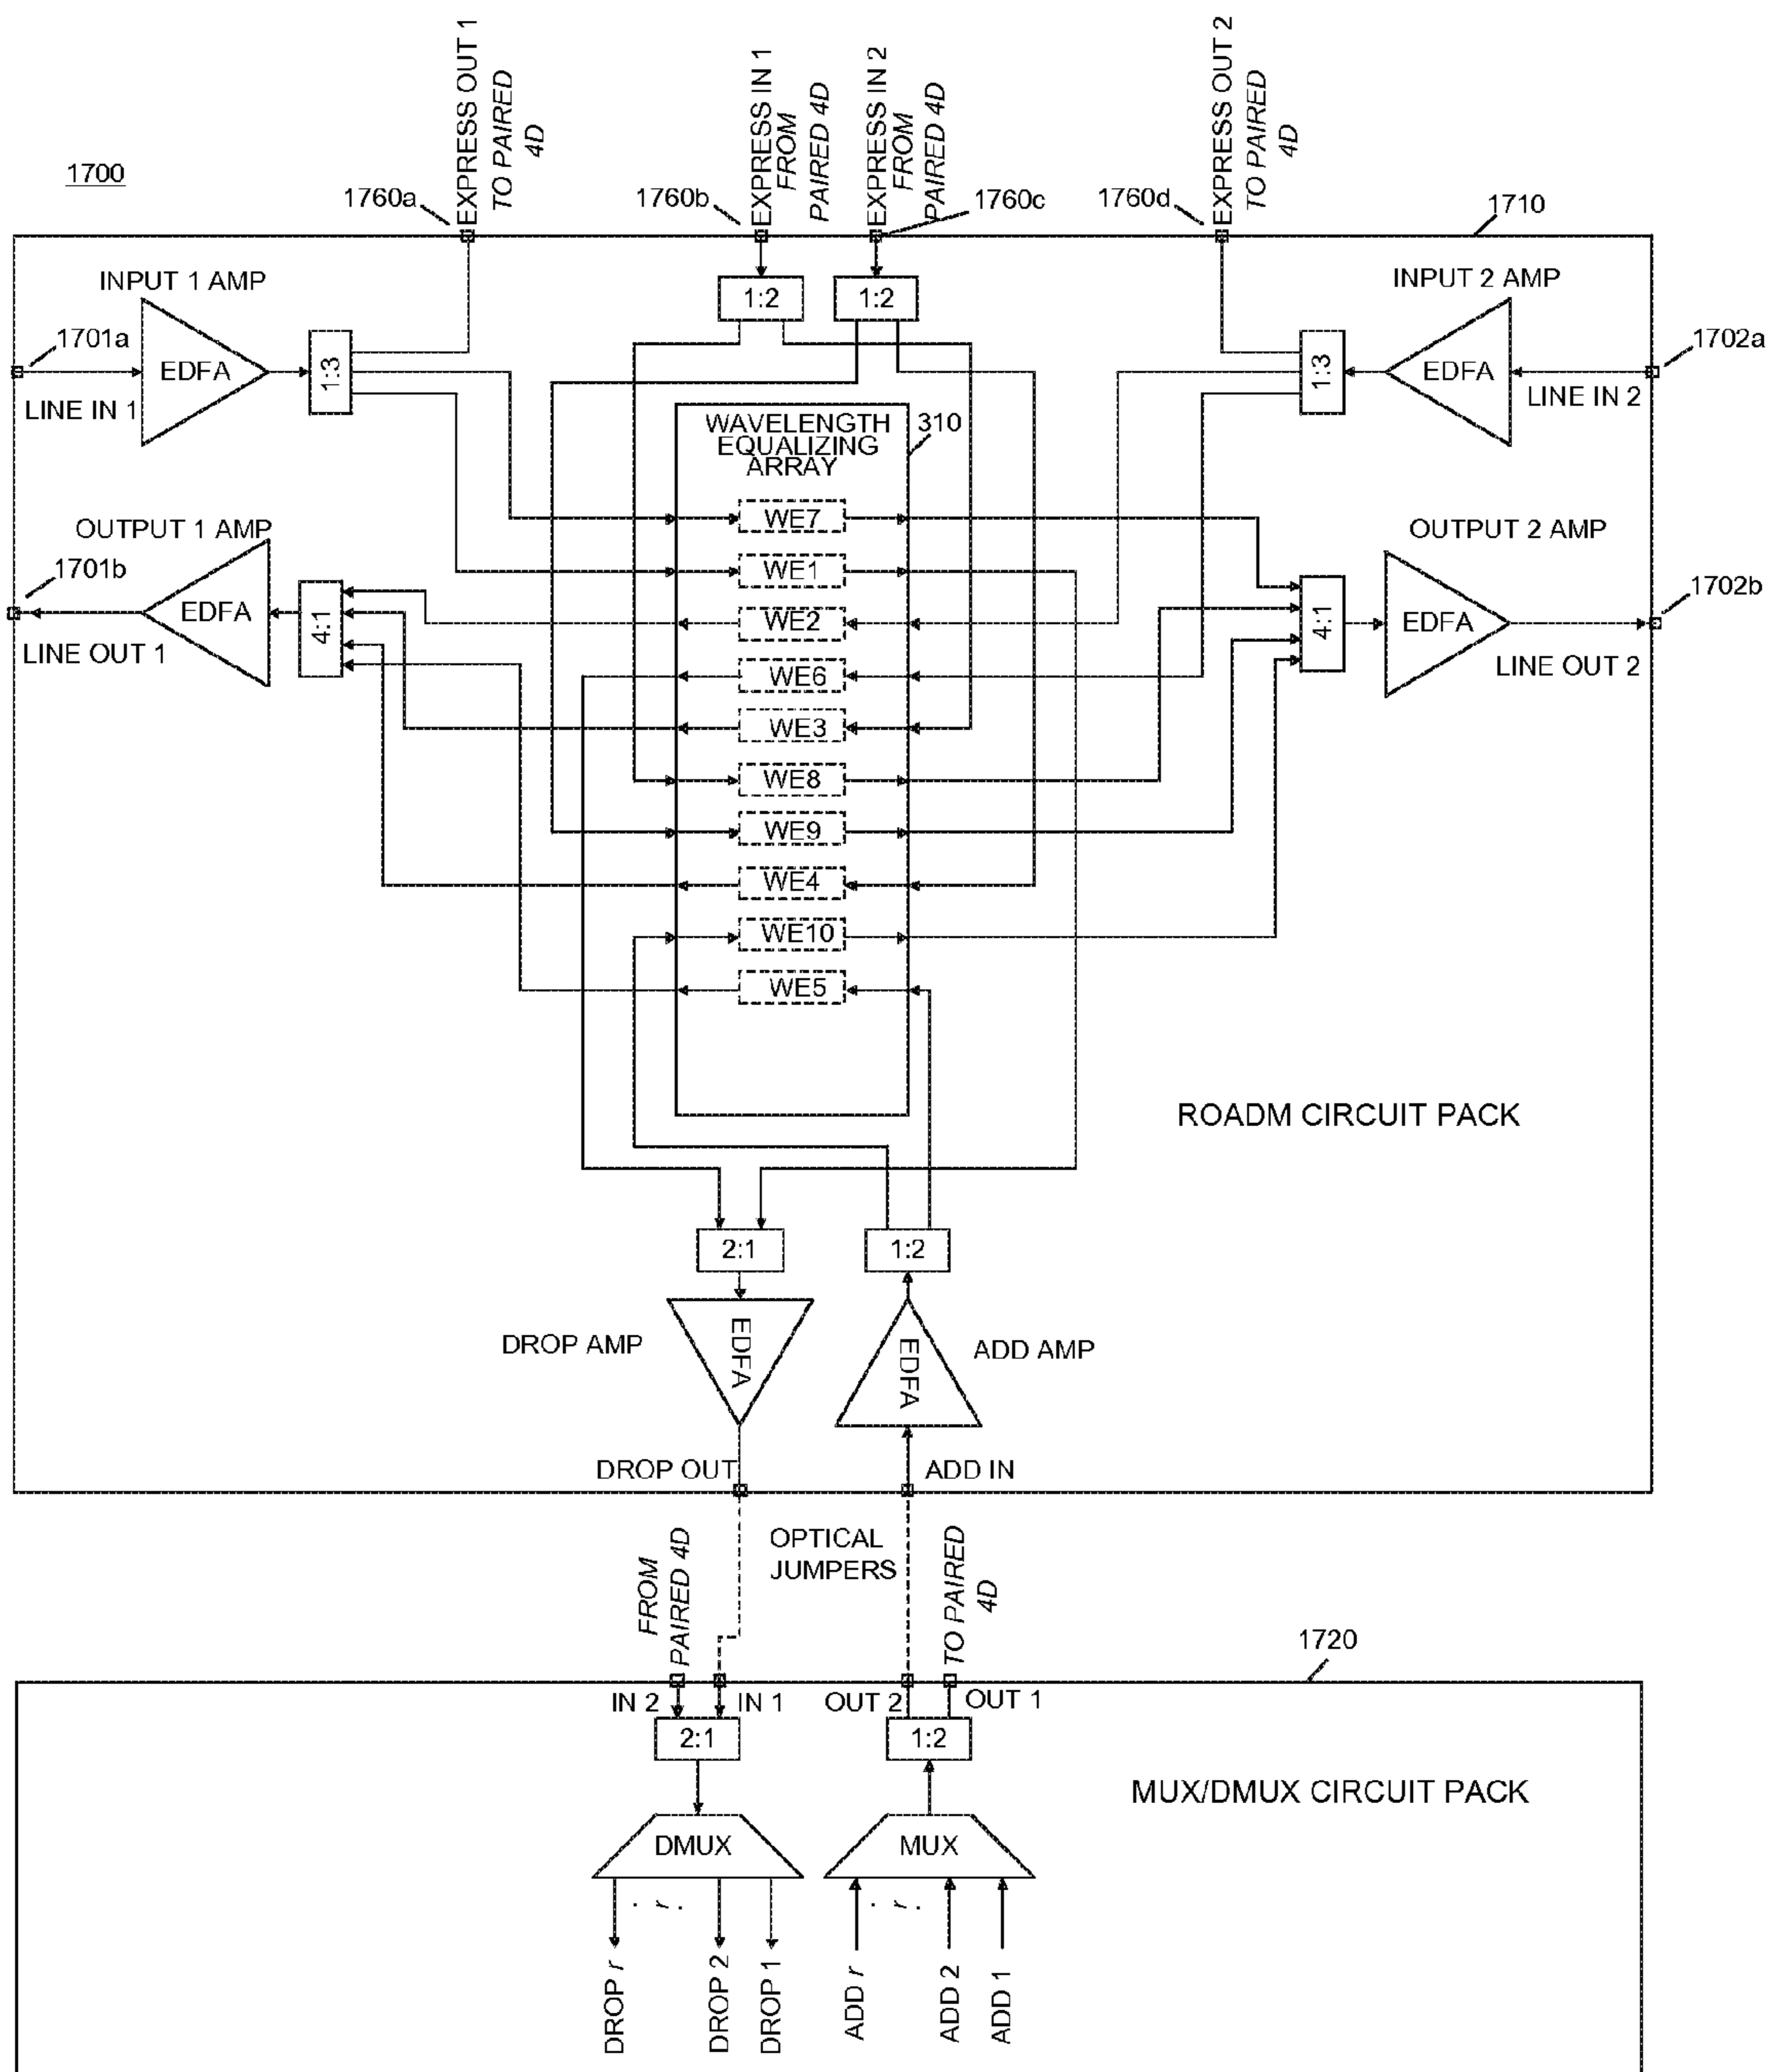 1700
1760a
EXPRESS OUT 1
TO PAIRED
4D
1760b
EXPRESS IN 1
FROM
PAIRED 4D
EXPRESS IN 2
FROM
PAIRED 4D
1760c
1760d
EXPRESS OUT 2
TO PAIRED
4D
1710
INPUT 1 AMP
1701a
EDFA
LINE IN 1
1:3
1:2
1:2
INPUT 2 AMP
1702a
1:3
EDFA
LINE IN 2
WAVELENGTH
EQUALIZING
ARRAY
310
OUTPUT 1 AMP
1701b
EDFA
LINE OUT 1
4:1
WE7
WE1
WE2
WE6
WE3
WE8
WE9
WE4
WE10
WE5
OUTPUT 2 AMP
4:1
EDFA
1702b
LINE OUT 2
ROADM CIRCUIT PACK
2:1
1:2
DROP AMP
EDFA
EDFA
ADD AMP
DROP OUT
ADD IN
OPTICAL
JUMPERS
FROM
PAIRED 4D
TO PAIRED
4D
1720
IN 2
IN 1
OUT 2
OUT 1
2:1
1:2
MUX/DMUX CIRCUIT PACK
DMUX
MUX
. r .
. r .
DROP r
DROP 2
DROP 1
ADD r
ADD 2
ADD 1